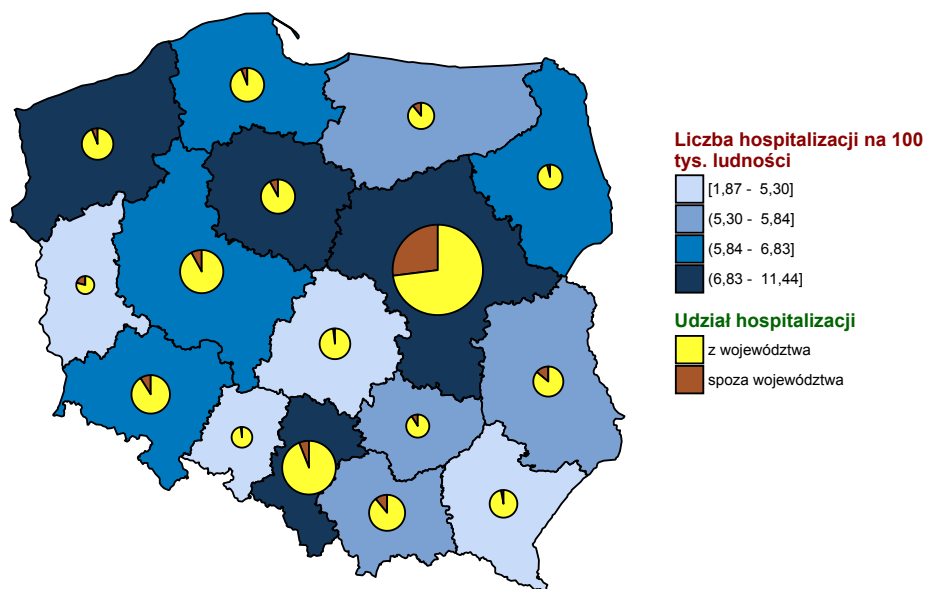 Liczba hospitalizacji na 100
tys. ludności
[1,87 - 5,30]
(5,30 - 5,84]
(5,84 - 6,83]
(6,83 - 11,44]
Udział hospitalizacji
z województwa
spoza województwa